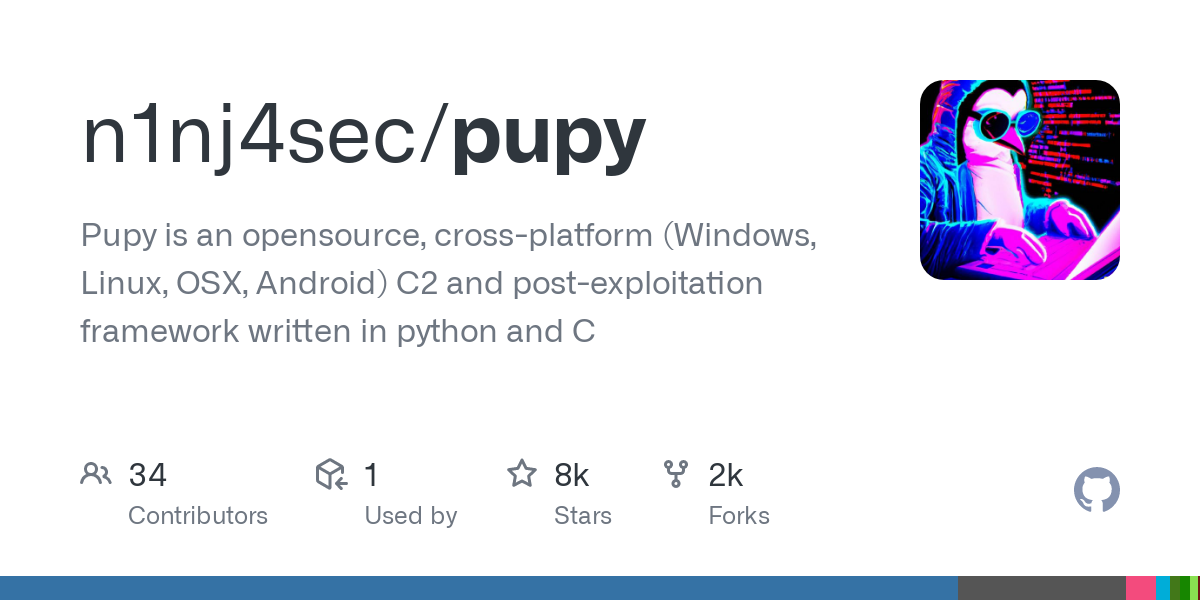 n1nj4sec/pupy
Pupy is an opensource, cross-platform (Windows,
Linux, OSX, Android) C2 and post-exploitation
framework written in python and C
34
Contributors
1
Used by
8k
Stars
2k
Forks